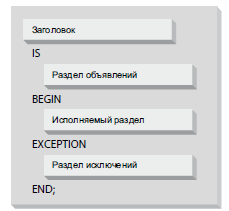 Заголовок
IS
Раздел объявлений
BEGIN
Исполняемый раздел
EXCEPTION
Раздел исключений
END;